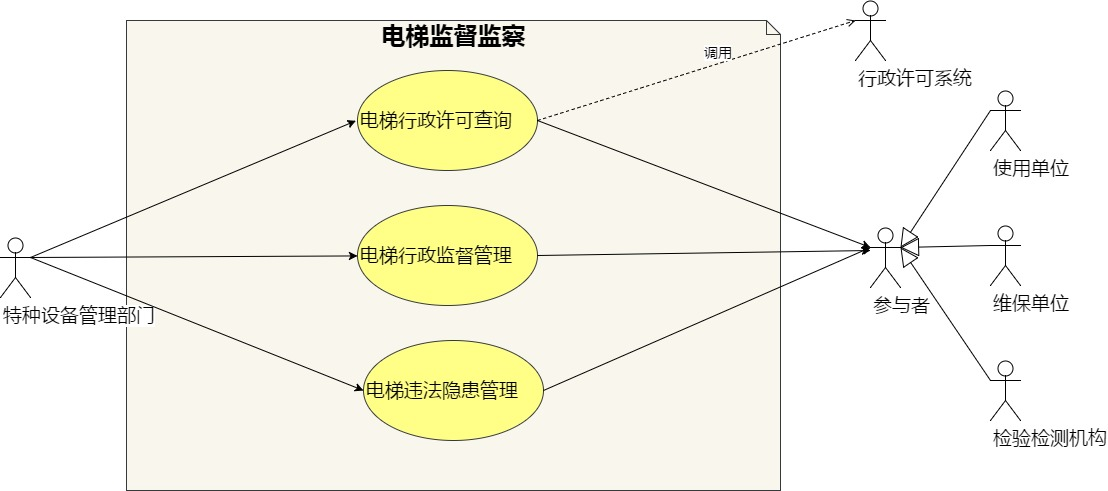 电梯监督监察
调用
行政许可系统
电梯行政许可查询
使用单位
电梯行政监督管理
特种设备管理部门
参与者
维保单位
电梯违法隐患管理
检验检测机构